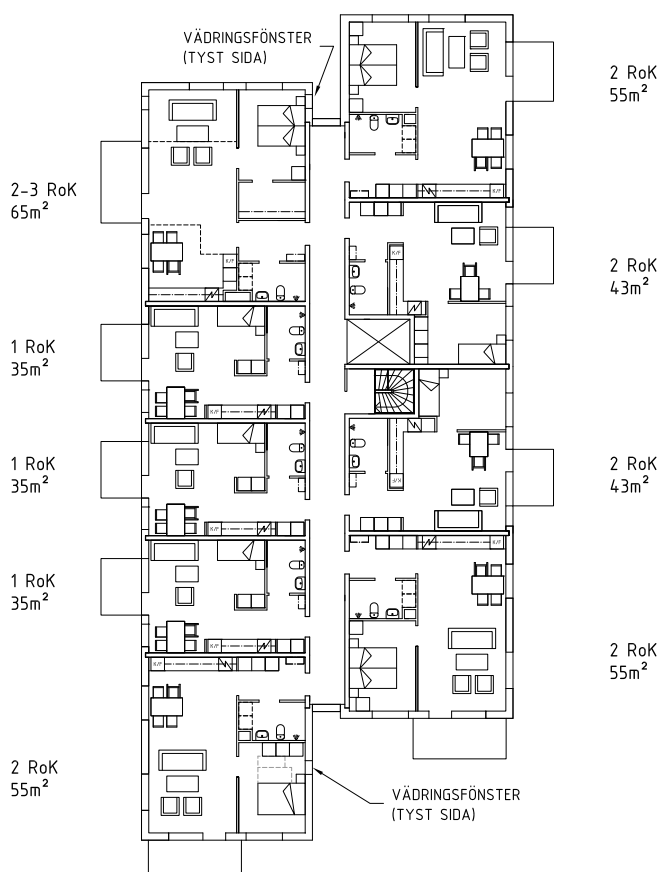 VÄDRINGSFÖNSTER
(TYST SIDA)
2 RoK
55m²
2-3 RoK
65m²
K/F
2 RoK
43m²
K/F
K/F
1 RoK
35m²
K/F
1 RoK
35m²
K/F
2 RoK
43m²
K/F
K/F
1 RoK
35m²
K/F
K/F
2 RoK
55m²
2 RoK
55m²
VÄDRINGSFÖNSTER
(TYST SIDA)